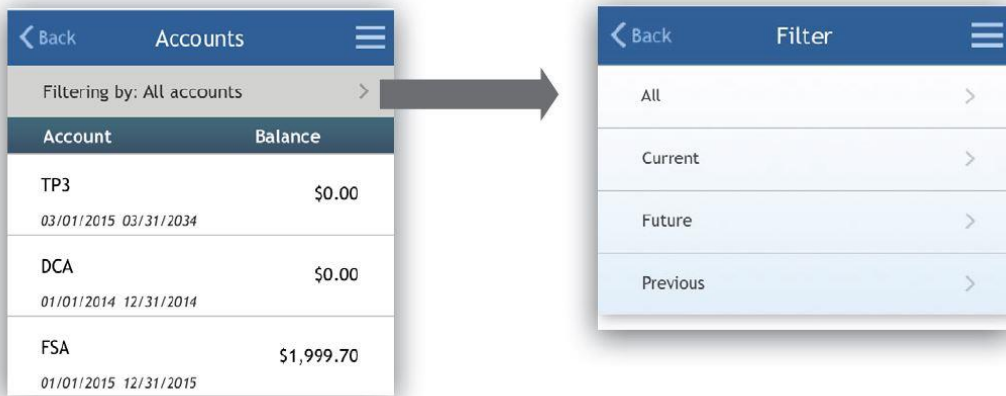 Back Accounts
Filtering by: All accounts
Account Balance
TP3 $0.00
03/01/2015 03/31/2034
DCA $0.00
01/01/2014 12/31/2014
FSA $1,999.70
01/01/2015 12/31/2015
Back Filter
All
Current
Future
Previous